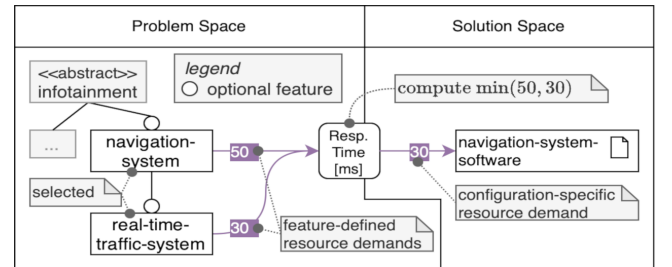 Problem Space
Solution Space
<<abstract>>
infotainment
legend
optional feature
compute min(50, 30)
...
navigation-
system
50
Resp.
Time
[ms]
30
navigation-system-
software
selected
real-time-
traffic-system
30
feature-defined
resource demands
configuration-specific
resource demand